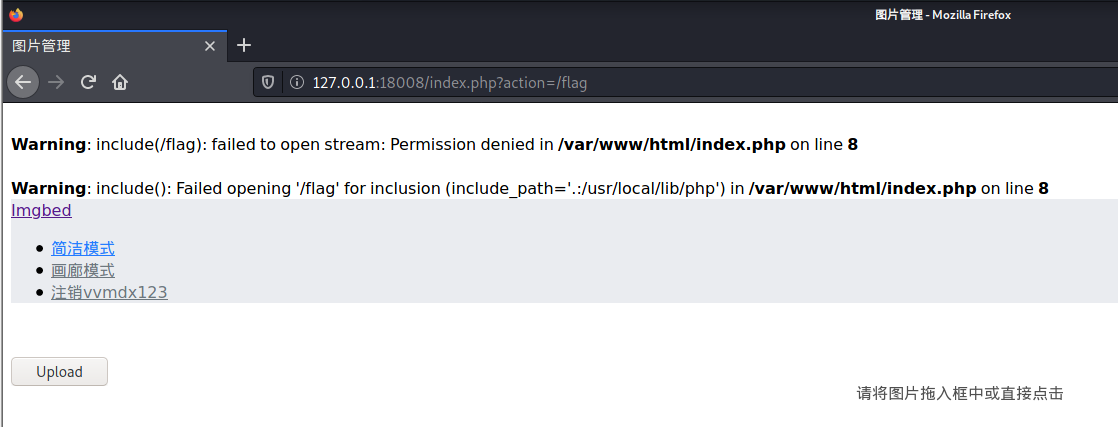 图片管理 - Mozilla Firefox
图片管理
127.0.0.1:18008/index.php?action=/flag
Warning: include(/flag): failed to open stream: Permission denied in /var/www/html/index.php on line 8
Warning: include(): Failed opening '/flag' for inclusion (include_path='.:/usr/local/lib/php') in /var/www/html/index.php on line 8
Imgbed
简洁模式
画廊模式
注销vvmdx123
Upload
请将图片拖入框中或直接点击